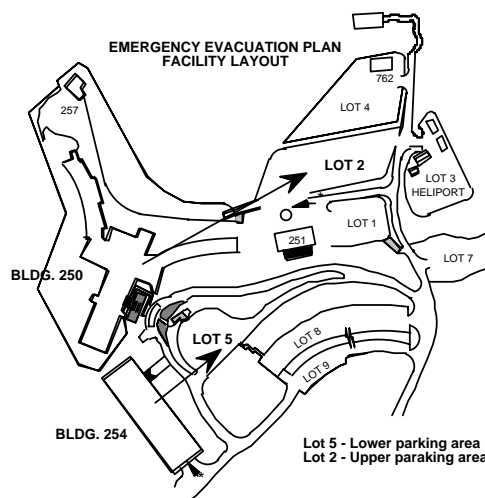 EMERGENCY EVACUATION PLAN
FACILITY LAYOUT
762
257
LOT 4
LOT 2
LOT 3
HELIPORT
LOT 1
251
LOT 7
BLDG. 250
LOT 5
LOT 8
LOT 9
BLDG. 254
Lot 5 - Lower parking area
Lot 2 - Upper paraking area
*